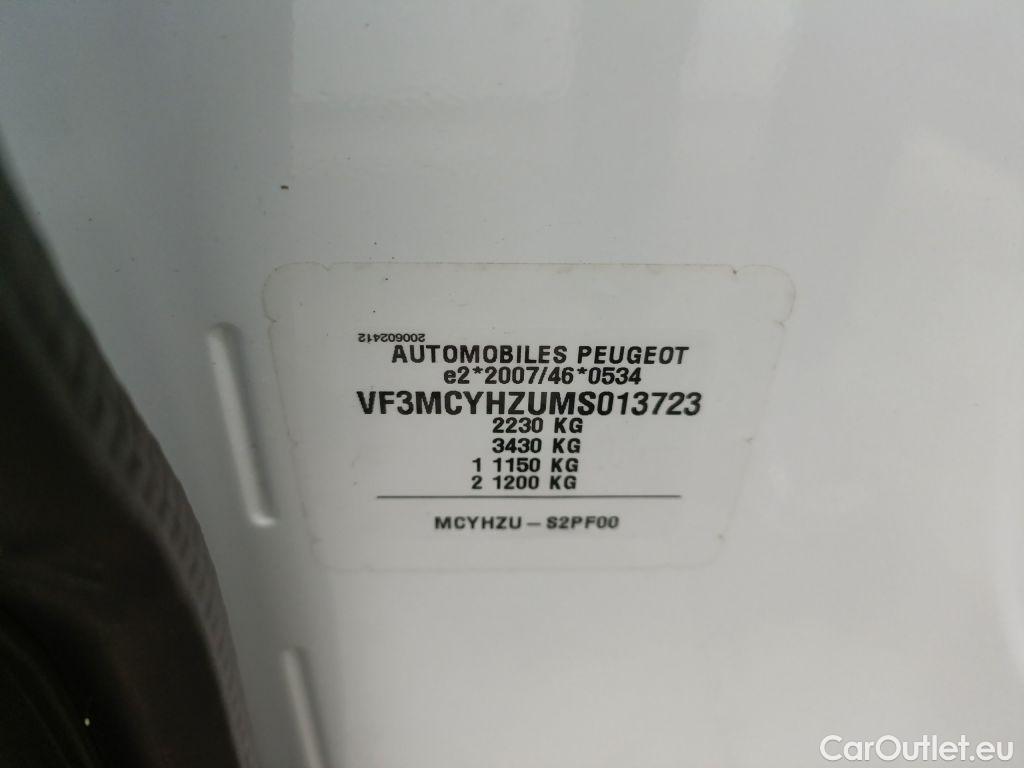 200602412
AUTOMOBILES PEUGEOT
e2*2007/46*0534
VF3MCYHZUMS013723
2230 KG
3430 KG
1 1150 KG
2 1200 KG
MCYHZU – S2PF00
CarOutlet.eu